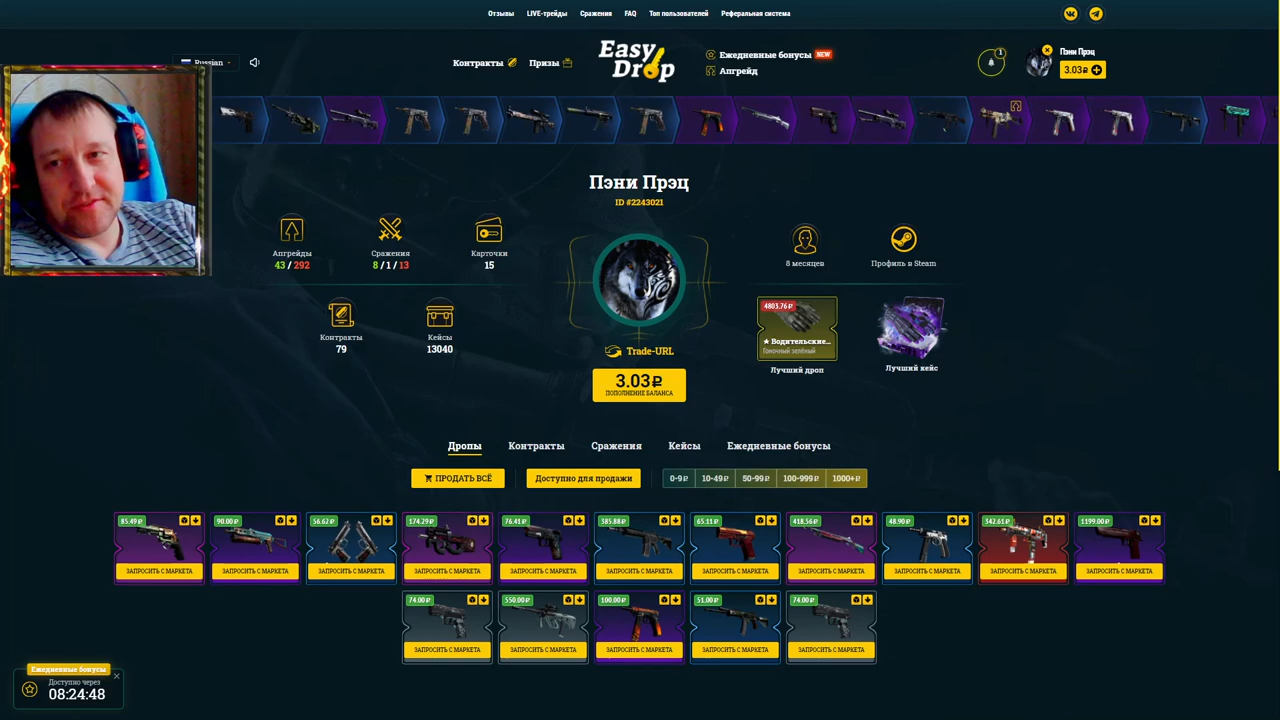 Отзывы LIVE-трейды Сражения FAQ Топ пользователей Реферальная система
Russian
Контракты Призы
Easy Drop
Ежедневные бонусы NEW
Апгрейд
1
Пэни Прэц
3.03₽
Пэни Прэц
ID #2243021
Апгрейды
43 / 292
Сражения
8 / 1 / 13
Карточки
15
8 месяцев
Профиль в Steam
Контракты
79
Кейсы
13040
4803.76₽
★ Водительские...
Гоночный зелёный
Лучший дроп
Лучший кейс
Trade-URL
3.03₽
ПОПОЛНЕНИЕ БАЛАНСА
Дропы Контракты Сражения Кейсы Ежедневные бонусы
ПРОДАТЬ ВСЁ Доступно для продажи 0-9₽ 10-49₽ 50-99₽ 100-999₽ 1000+₽
85.49₽ 90.00₽ 56.62₽ 174.29₽ 76.41₽ 385.88₽ 65.11₽ 418.56₽ 48.90₽ 342.61₽ 1199.00₽
ЗАПРОСИТЬ С МАРКЕТА ЗАПРОСИТЬ С МАРКЕТА ЗАПРОСИТЬ С МАРКЕТА ЗАПРОСИТЬ С МАРКЕТА ЗАПРОСИТЬ С МАРКЕТА ЗАПРОСИТЬ С МАРКЕТА ЗАПРОСИТЬ С МАРКЕТА ЗАПРОСИТЬ С МАРКЕТА ЗАПРОСИТЬ С МАРКЕТА ЗАПРОСИТЬ С МАРКЕТА ЗАПРОСИТЬ С МАРКЕТА
74.00₽ 550.00₽ 100.00₽ 51.00₽ 74.00₽
ЗАПРОСИТЬ С МАРКЕТА ЗАПРОСИТЬ С МАРКЕТА ЗАПРОСИТЬ С МАРКЕТА ЗАПРОСИТЬ С МАРКЕТА ЗАПРОСИТЬ С МАРКЕТА
Ежедневные бонусы
Доступно через
08:24:48